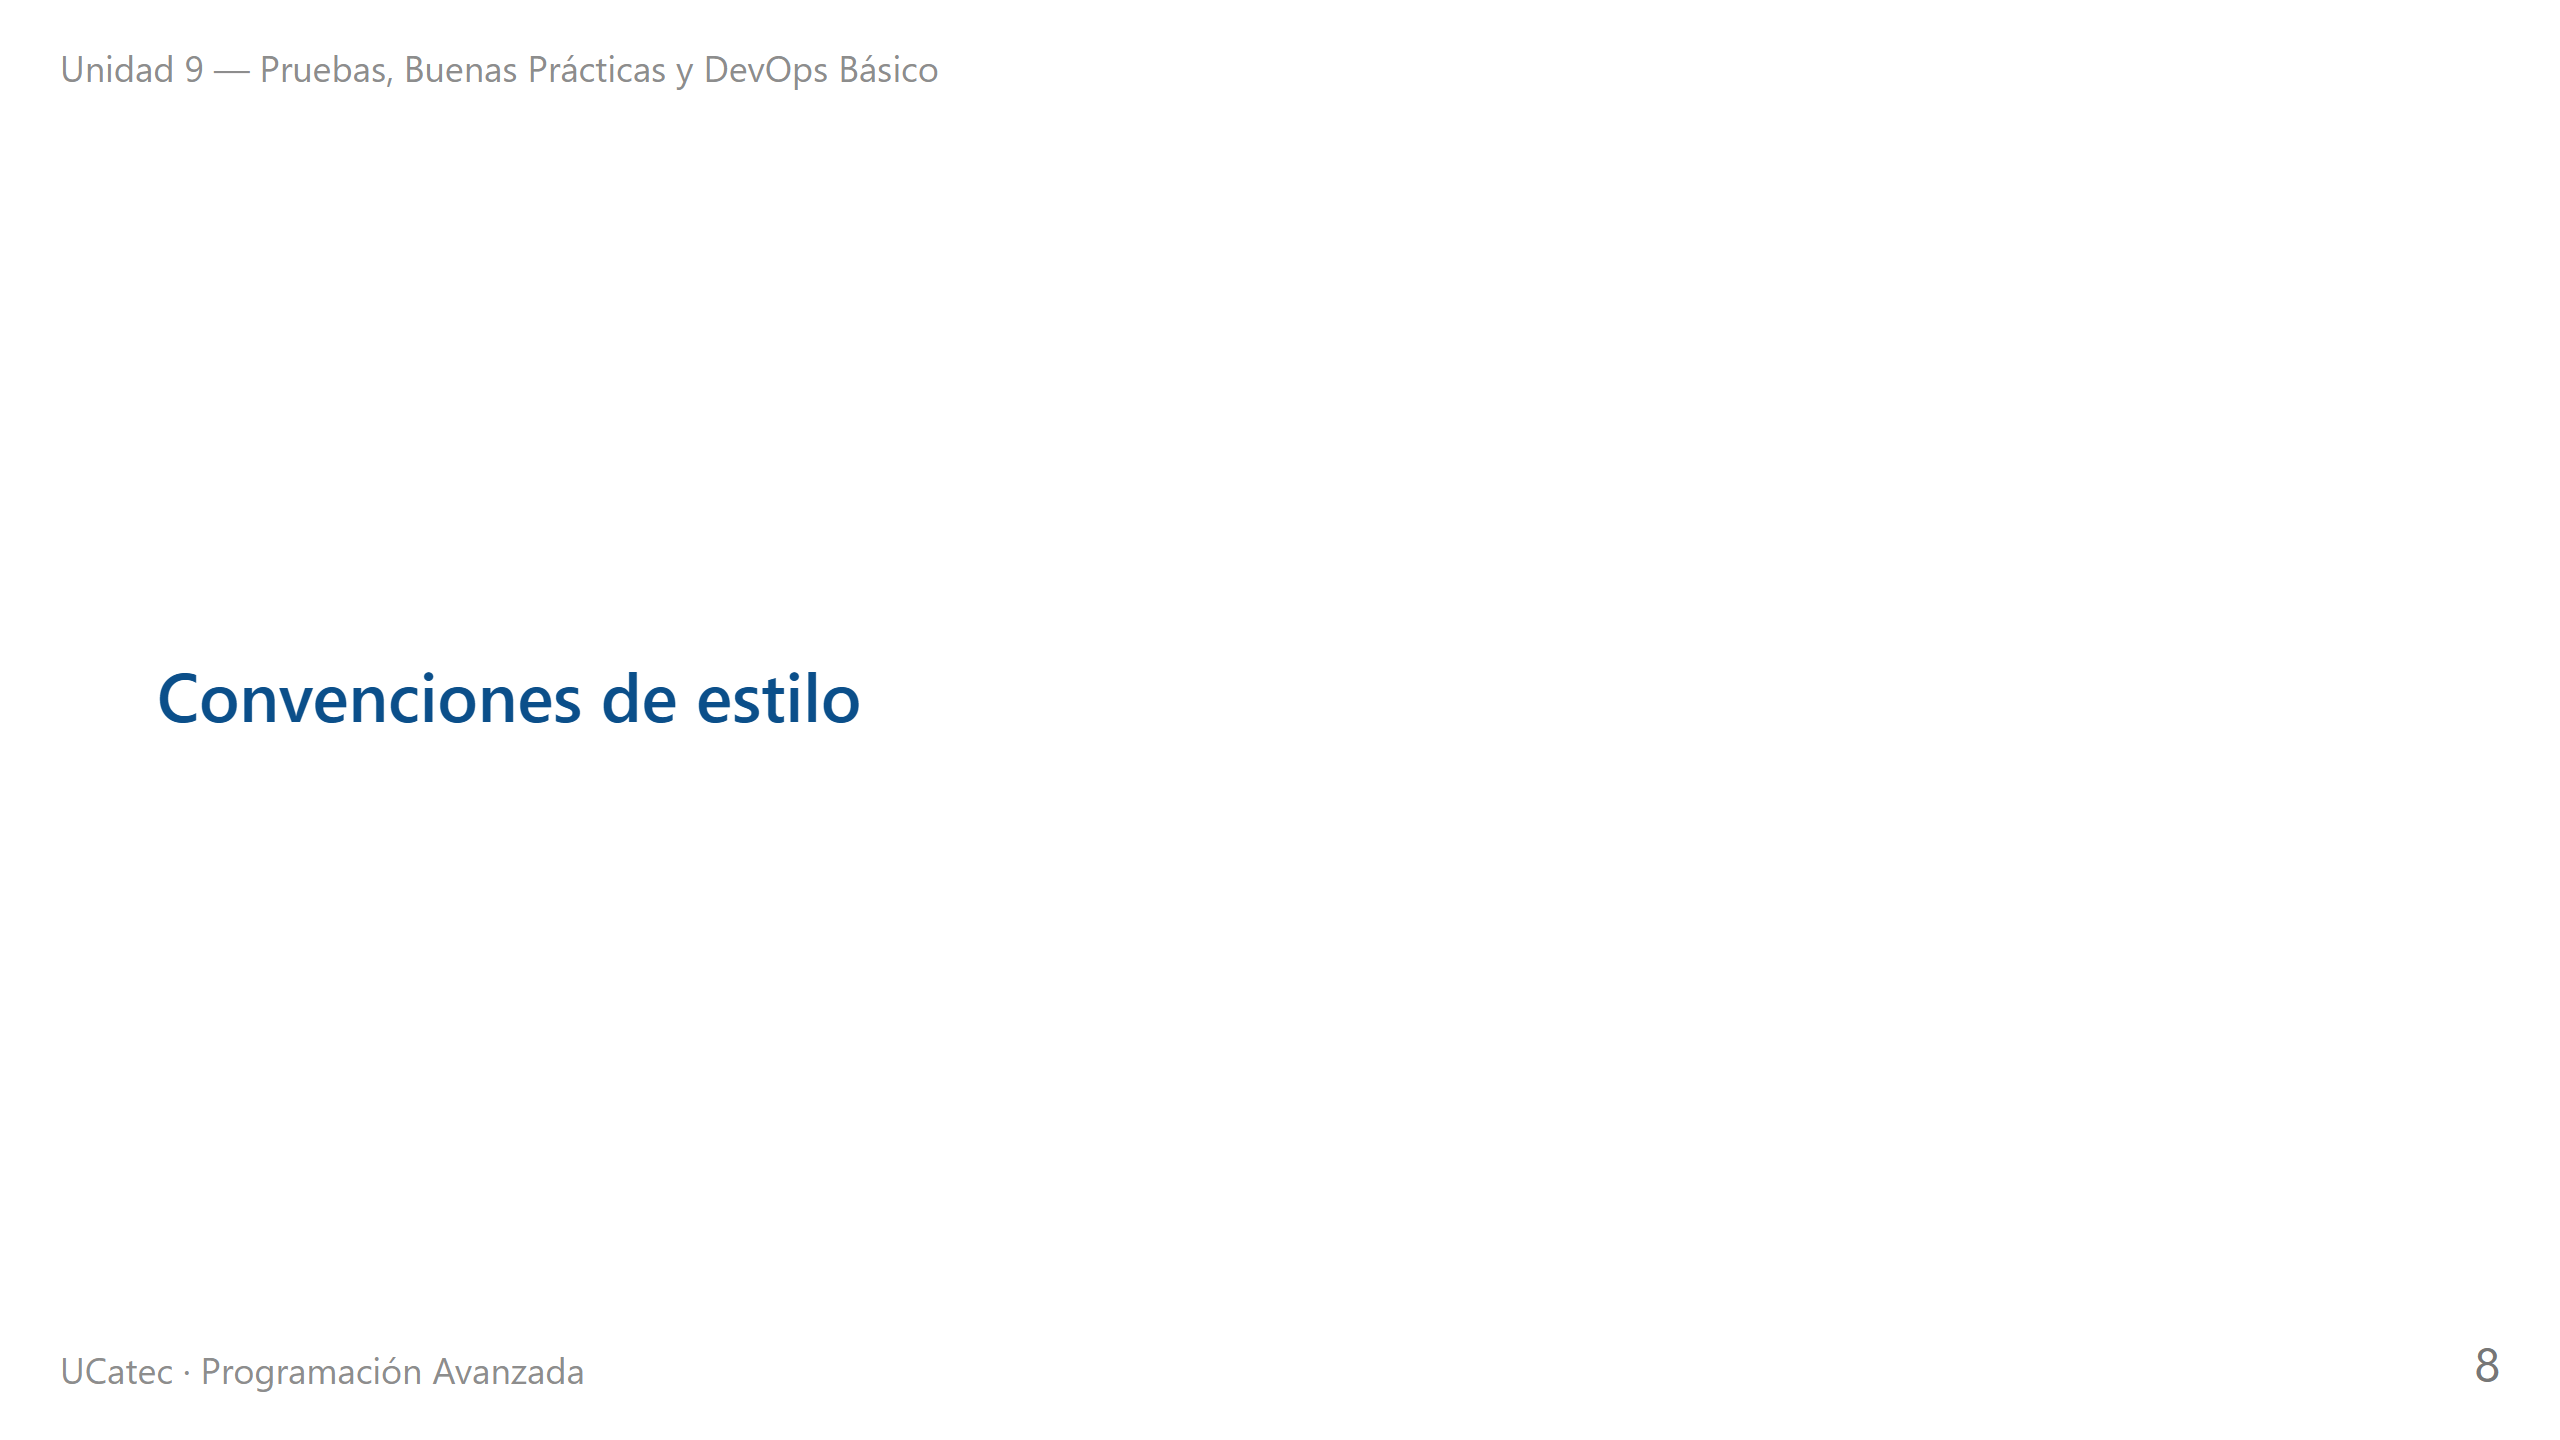 Unidad 9 — Pruebas, Buenas Prácticas y DevOps Básico
Convenciones de estilo
UCatec · Programación Avanzada
8